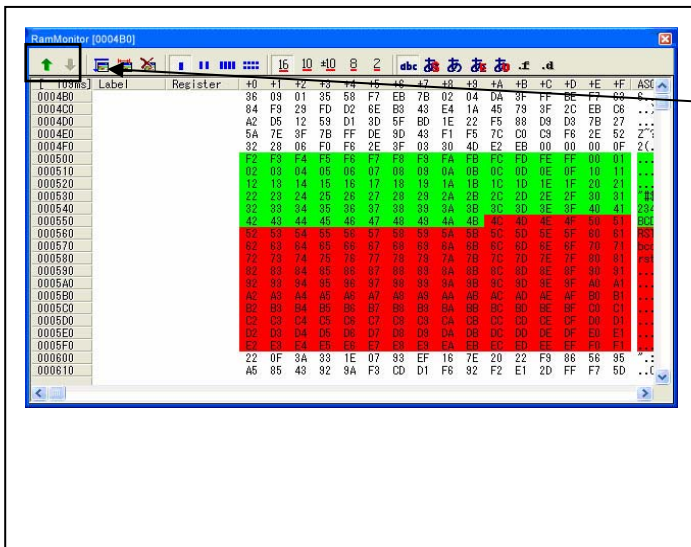 RamMonitor [0004B0]
16 10 ±10 8 2 abc あ あ あ あ .f .d
Label Register +0 +1 +2 +3 +4 +5 +6 +7 +8 +9 +A +B +C +D +E +F
0004B0 36 09 01 35 58 F7 EB 7B 02 04 DA 3F FF BE F7 63
0004C0 84 F9 29 FD D2 6E B3 43 E4 1A 45 79 3F 2C EB C6
0004D0 A2 D5 12 59 D1 3D 5F BD 1E 22 F5 88 D9 D3 7B 27
0004E0 5A 7E 3F 7B FF DE 9D 43 F1 F5 7C C0 C9 F6 2E 52 Z~?
0004F0 32 28 06 F0 F6 2E 3F 03 30 4D E2 EB 00 00 00 0F 2(.
000500 F2 F3 F4 F5 F6 F7 F8 F9 FA FB FC FD FE FF 00 01 ...
000510 02 03 04 05 06 07 08 09 0A 0B 0C 0D 0E 0F 10 11 ...
000520 12 13 14 15 16 17 18 19 1A 1B 1C 1D 1E 1F 20 21 ...
000530 22 23 24 25 26 27 28 29 2A 2B 2C 2D 2E 2F 30 31 "#$
000540 32 33 34 35 36 37 38 39 3A 3B 3C 3D 3E 3F 40 41 234
000550 42 43 44 45 46 47 48 49 4A 4B 4C 4D 4E 4F 50 51 BCD
000560 52 53 54 55 56 57 58 59 5A 5B 5C 5D 5E 5F 60 61 RST
000570 62 63 64 65 66 67 68 69 6A 6B 6C 6D 6E 6F 70 71 bcd
000580 72 73 74 75 76 77 78 79 7A 7B 7C 7D 7E 7F 80 81 rst
000590 82 83 84 85 86 87 88 89 8A 8B 8C 8D 8E 8F 90 91 ...
0005A0 92 93 94 95 96 97 98 99 9A 9B 9C 9D 9E 9F A0 A1 ...
0005B0 A2 A3 A4 A5 A6 A7 A8 A9 AA AB AC AD AE AF B0 B1 ...
0005C0 B2 B3 B4 B5 B6 B7 B8 B9 BA BB BC BD BE BF C0 C1 ...
0005D0 C2 C3 C4 C5 C6 C7 C8 C9 CA CB CC CD CE CF D0 D1 ...
0005E0 D2 D3 D4 D5 D6 D7 D8 D9 DA DB DC DD DE DF E0 E1 ...
0005F0 E2 E3 E4 E5 E6 E7 E8 E9 EA EB EC ED EE EF F0 F1 ...
000600 22 0F 3A 33 1E 07 93 EF 16 7E 20 22 F9 86 56 95 ".:
000610 A5 85 43 92 9A F3 CD D1 F6 92 F2 E1 2D FF F7 5D